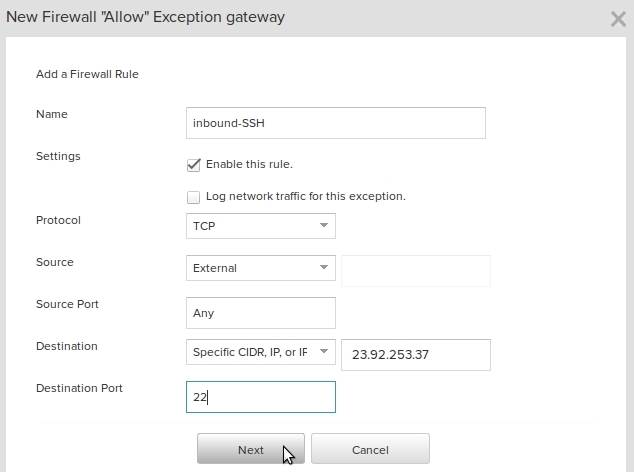 New Firewall "Allow" Exception gateway
Add a Firewall Rule
Name
inbound-SSH
Settings
Enable this rule.
Log network traffic for this exception.
Protocol
TCP
Source
External
Source Port
Any
Destination
Specific CIDR, IP, or IF
23.92.253.37
Destination Port
22
Next
Cancel